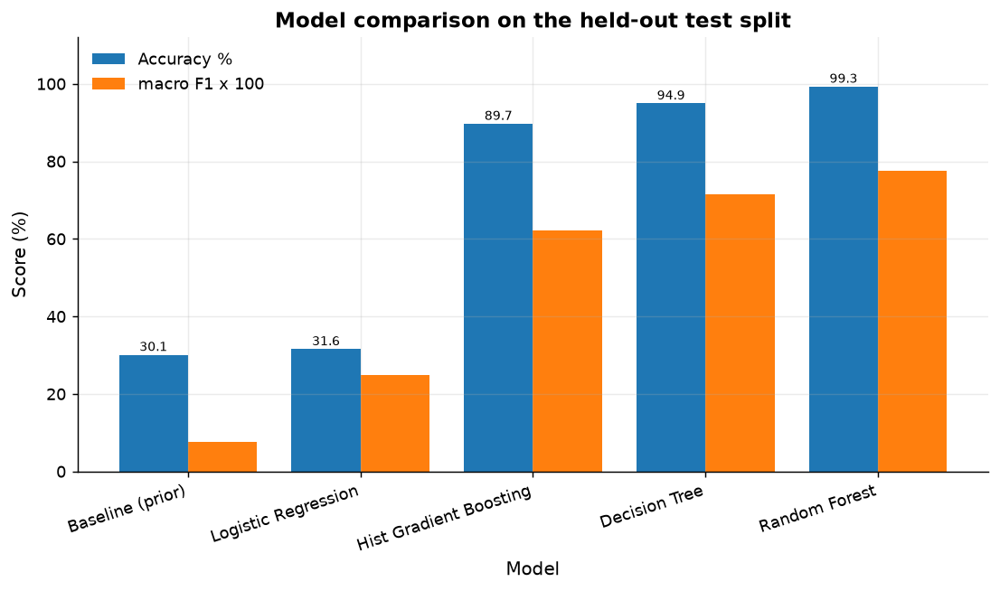 Model comparison on the held-out test split
Accuracy %
macro F1 x 100
Score (%)
100
80
60
40
20
0
30.1
31.6
89.7
94.9
99.3
Baseline (prior)
Logistic Regression
Hist Gradient Boosting
Decision Tree
Random Forest
Model